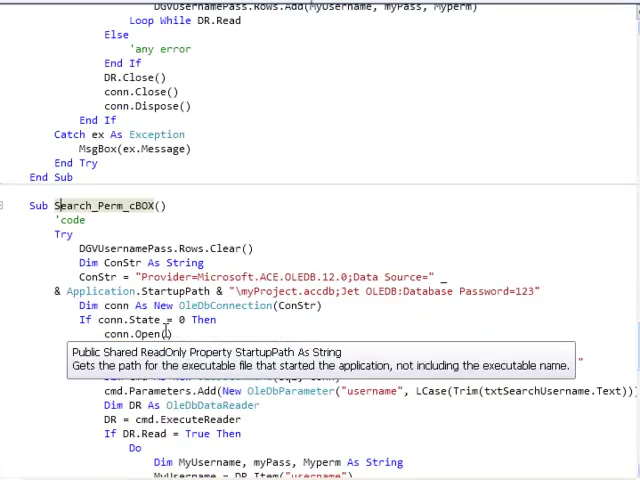 DGVUsernamePass.Rows.Add(MyUsername, myPass, Myperm)
Loop While DR.Read
Else
'any error
End If
DR.Close()
conn.Close()
conn.Dispose()
End If
Catch ex As Exception
MsgBox(ex.Message)
End Try
End Sub
Sub Search_Perm_cBOX()
'code
Try
DGVUsernamePass.Rows.Clear()
Dim ConStr As String
ConStr = "Provider=Microsoft.ACE.OLEDB.12.0;Data Source=" _
& Application.StartupPath & "\myProject.accdb;Jet OLEDB:Database Password=123"
Dim conn As New OleDbConnection(ConStr)
If conn.State = 0 Then
conn.Open()
Public Shared ReadOnly Property StartupPath As String
Gets the path for the executable file that started the application, not including the executable name.
cmd.Parameters.Add(New OleDbParameter("username", LCase(Trim(txtSearchUsername.Text)))
Dim DR As OleDbDataReader
DR = cmd.ExecuteReader
If DR.Read = True Then
Do
Dim MyUsername, myPass, Myperm As String
MyUsername = DR.Item("username")